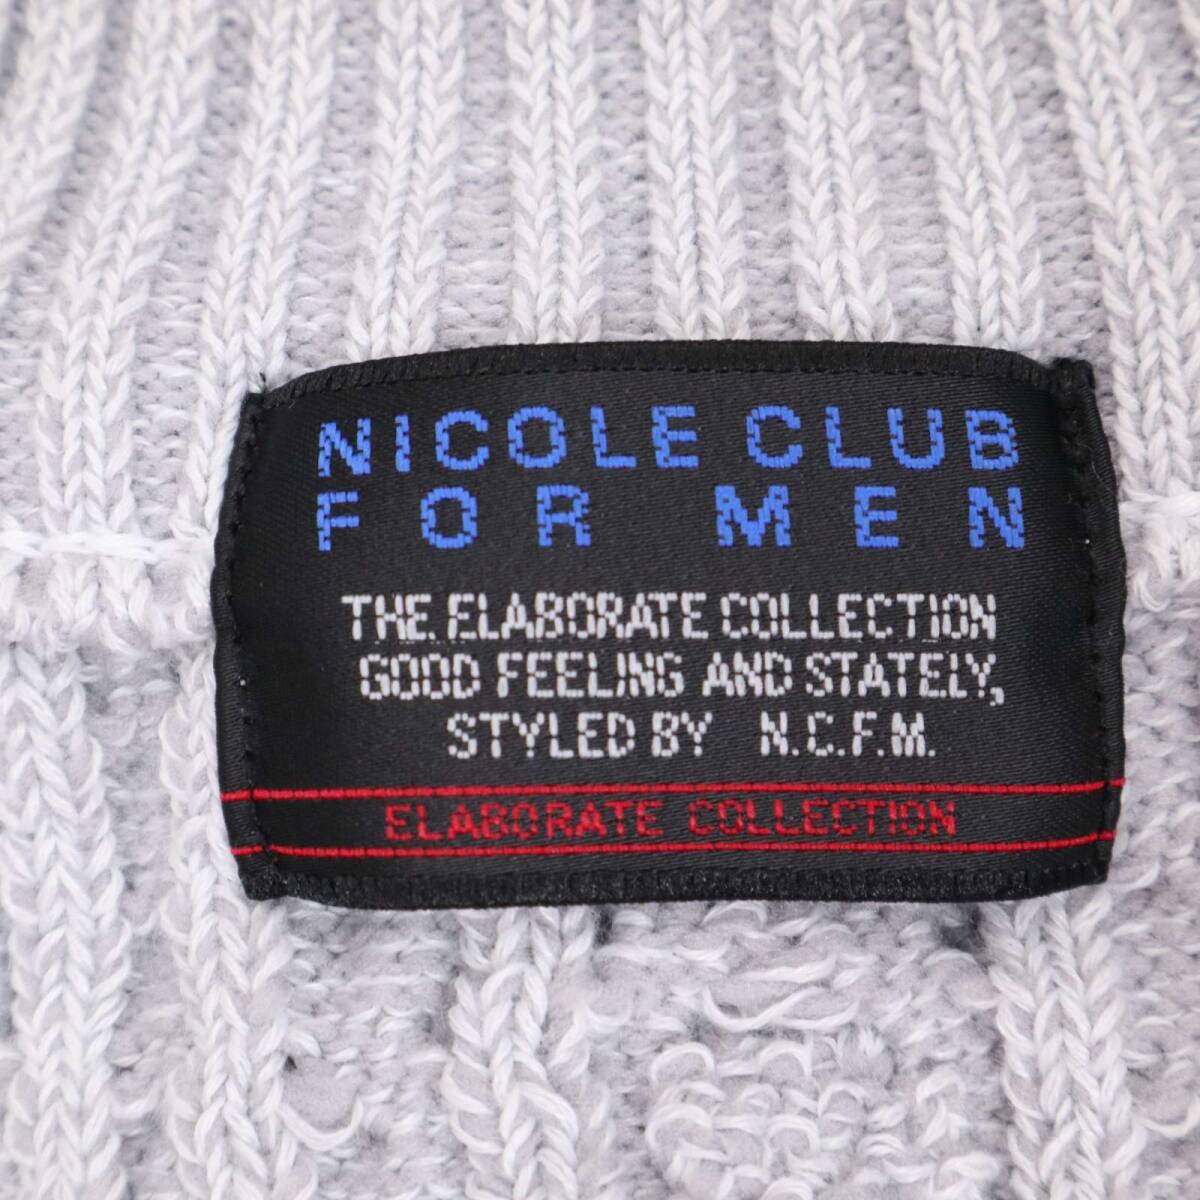 NICOLE CLUB
FOR MEN
THE ELABORATE COLLECTION
GOOD FEELING AND STATELY,
STYLED BY N.C.F.M.
ELABORATE COLLECTION